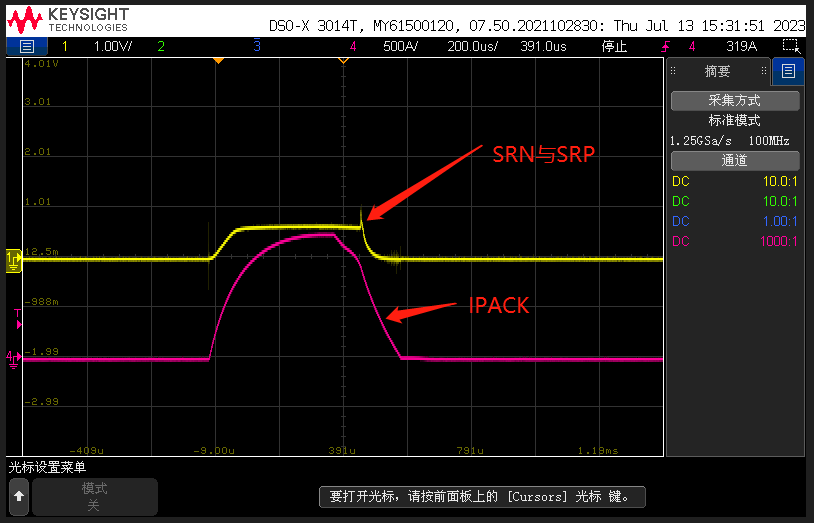 KEYSIGHT
TECHNOLOGIES
DSO-X 3014T, MY61500120, 07.50.2021102830: Thu Jul 13 15:31:51 2023
1 1.00V/ 2 3 4 500A/ 200.0us/ 391.0us 停止 4 319A
4.01V
摘要
3.01
采集方式
标准模式
1.25GSa/s 100MHz
2.01
SRN与SRP
通道
DC 10.0:1
1.01
DC 10.0:1
DC 1.00:1
DC 1000:1
1 12.5m
-988m
IPACK
T
4 -1.99
-2.99
-409u -9.00u 391u 791u 1.19ms
光标设置菜单
模式
关
要打开光标，请按前面板上的 [Cursors] 光标 键。